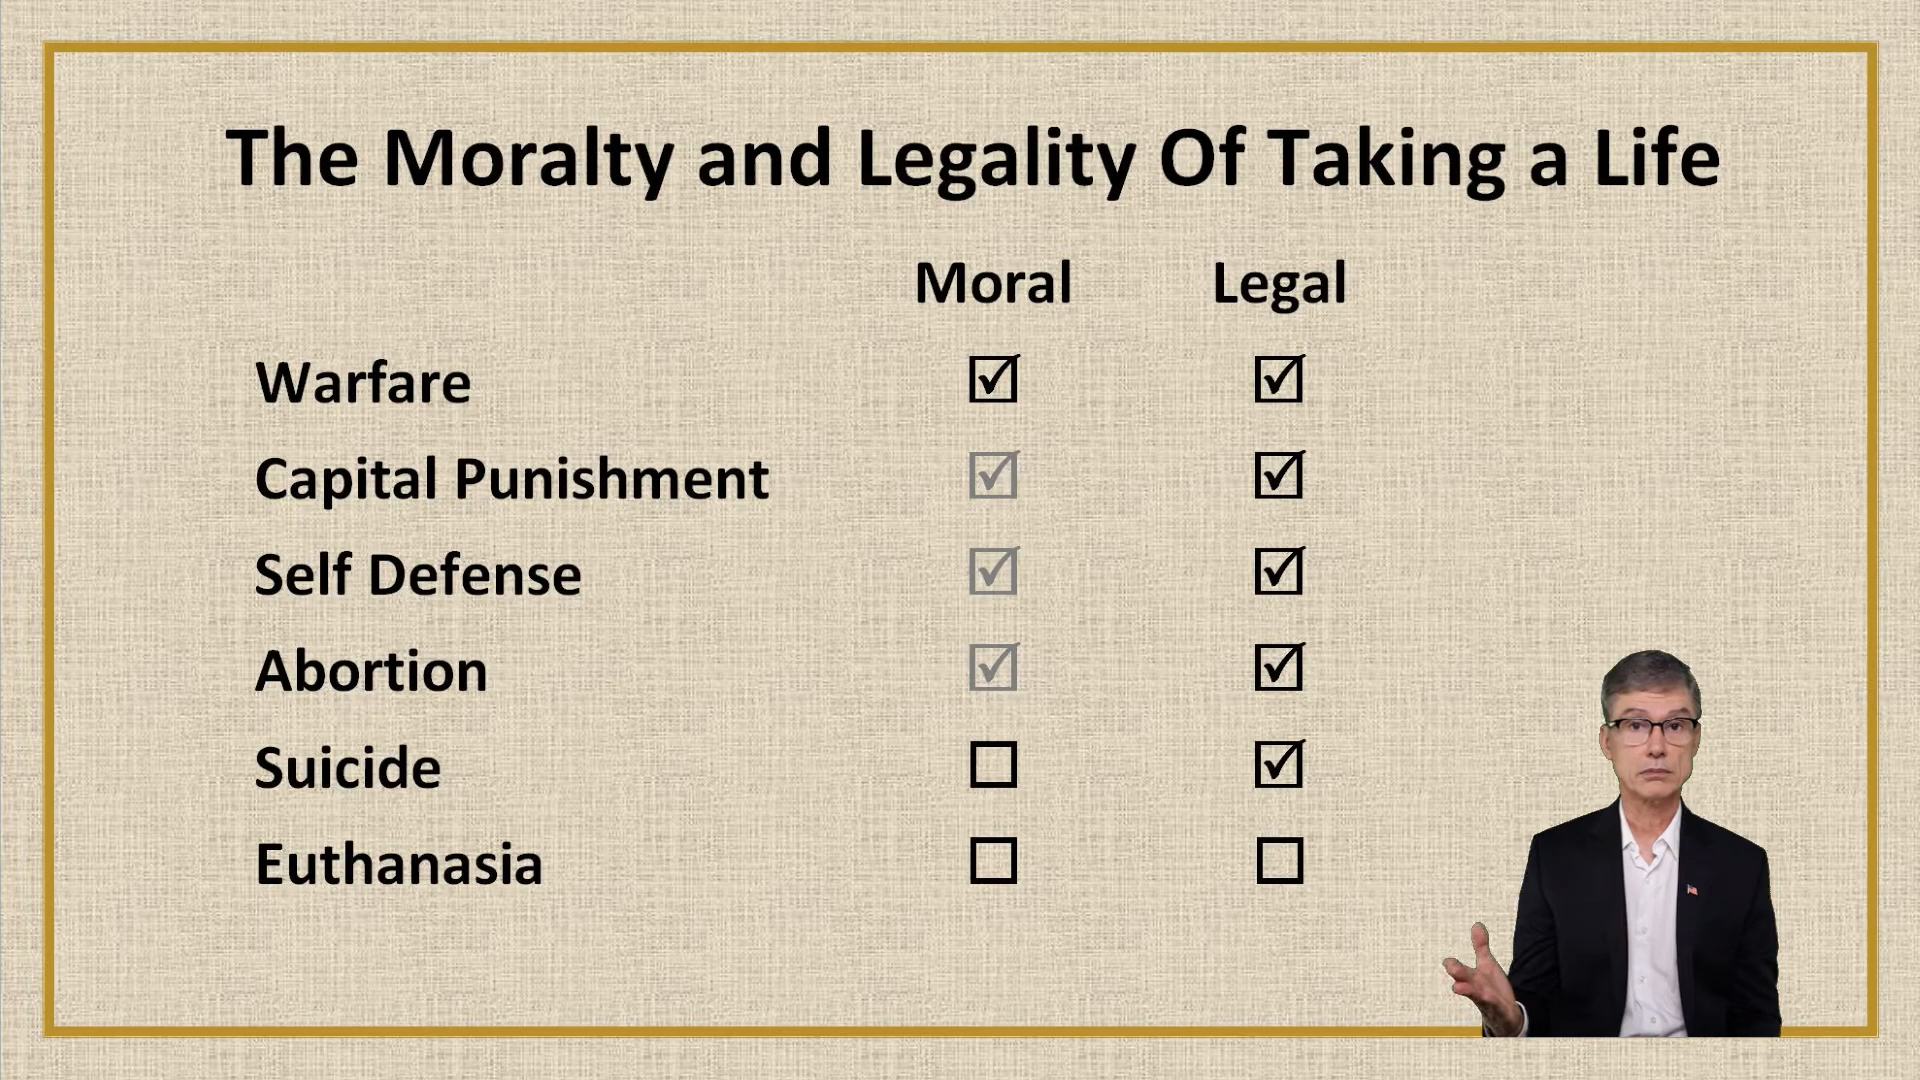 The Moralty and Legality Of Taking a Life
Moral Legal
Warfare ☑ ☑
Capital Punishment ☑ ☑
Self Defense ☑ ☑
Abortion ☑ ☑
Suicide ☐ ☑
Euthanasia ☐ ☐